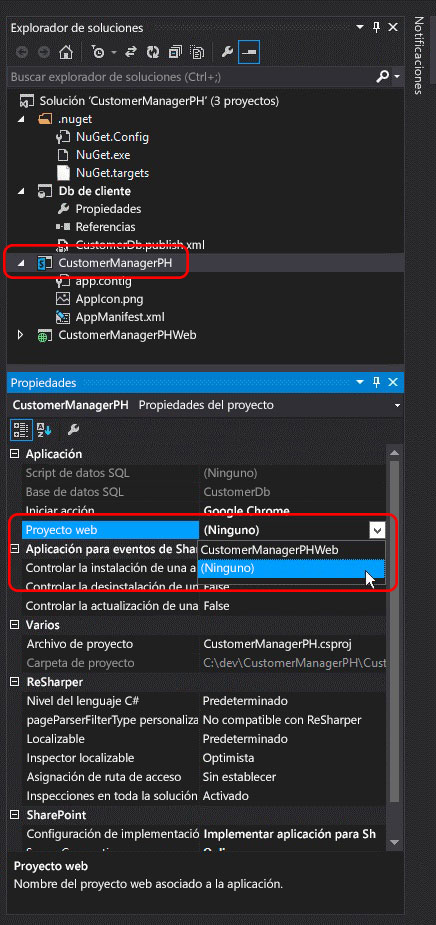 Explorador de soluciones
Notificaciones
Buscar explorador de soluciones (Ctrl+;)
Solución 'CustomerManagerPH' (3 proyectos)
.nuget
NuGet.Config
NuGet.exe
NuGet.targets
Db de cliente
Propiedades
Referencias
CustomerDb.publish.xml
CustomerManagerPH
app.config
AppIcon.png
AppManifest.xml
CustomerManagerPHWeb
Propiedades
CustomerManagerPH Propiedades del proyecto
Aplicación
Script de datos SQL (Ninguno)
Base de datos SQL CustomerDb
Iniciar acción Google Chrome
Proyecto web (Ninguno)
Aplicación para eventos de Sha CustomerManagerPHWeb
Controlar la instalación de una a (Ninguno)
Controlar la desinstalación de un False
Controlar la actualización de una False
Varios
Archivo de proyecto CustomerManagerPH.csproj
Carpeta de proyecto C:\dev\CustomerManagerPH\Cust
ReSharper
Nivel del lenguaje C# Predeterminado
pageParserFilterType personaliza No compatible con ReSharper
Localizable Predeterminado
Inspector localizable Optimista
Asignación de ruta de acceso Sin establecer
Inspecciones en toda la solución Activado
SharePoint
Configuración de implementació Implementar aplicación para Sh
Proyecto web
Nombre del proyecto web asociado a la aplicación.